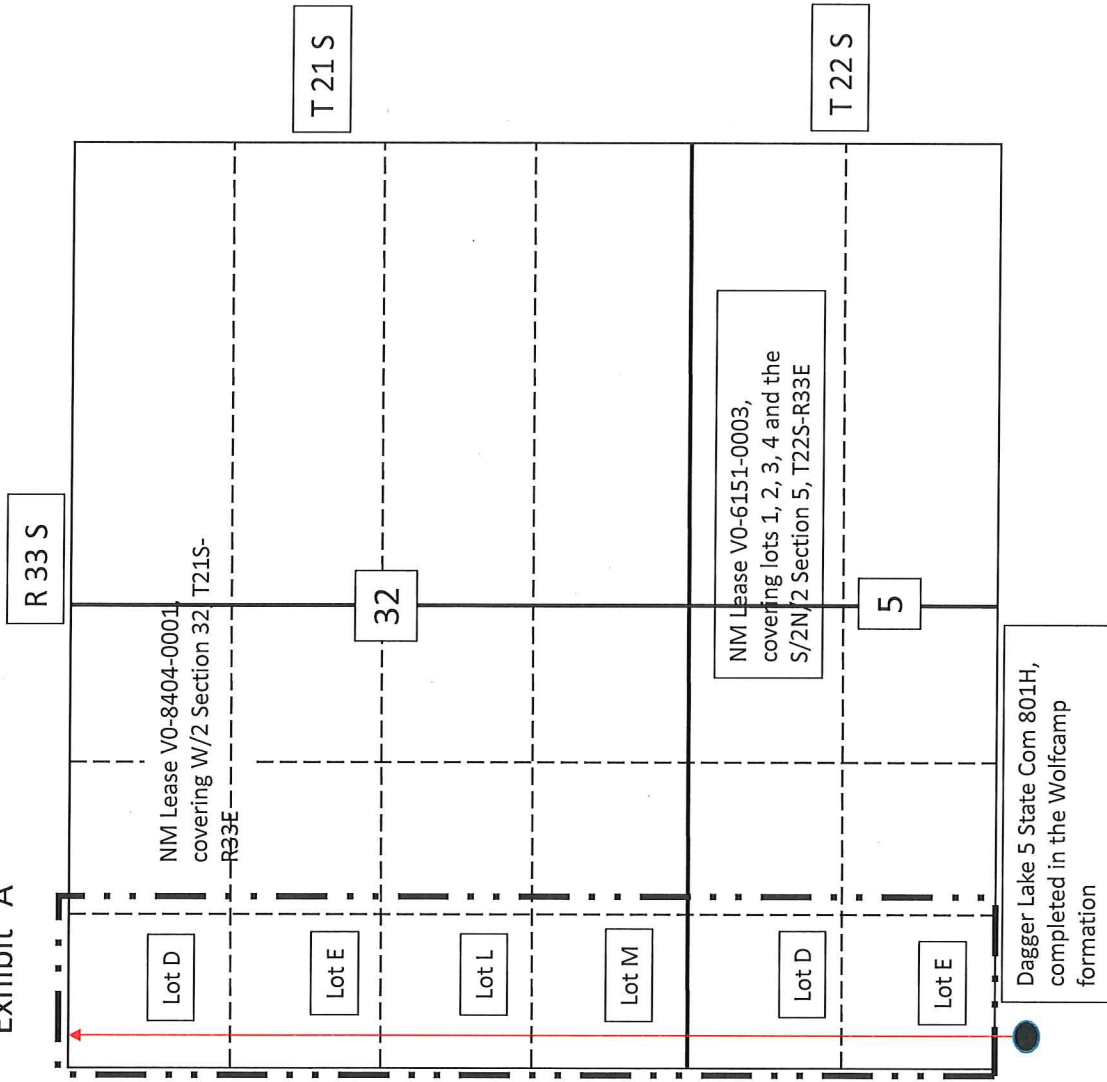 Exhibit "A"
R 33 S
T 21 S
NM Lease V0-8404-0001,
covering W/2 Section 32, T21S-
R33E
32
Lot D
Lot E
Lot L
Lot M
T 22 S
NM Lease V0-6151-0003,
covering lots 1, 2, 3, 4 and the
S/2N/2 Section 5, T22S-R33E
5
Lot D
Lot E
Dagger Lake 5 State Com 801H,
completed in the Wolfcamp
formation